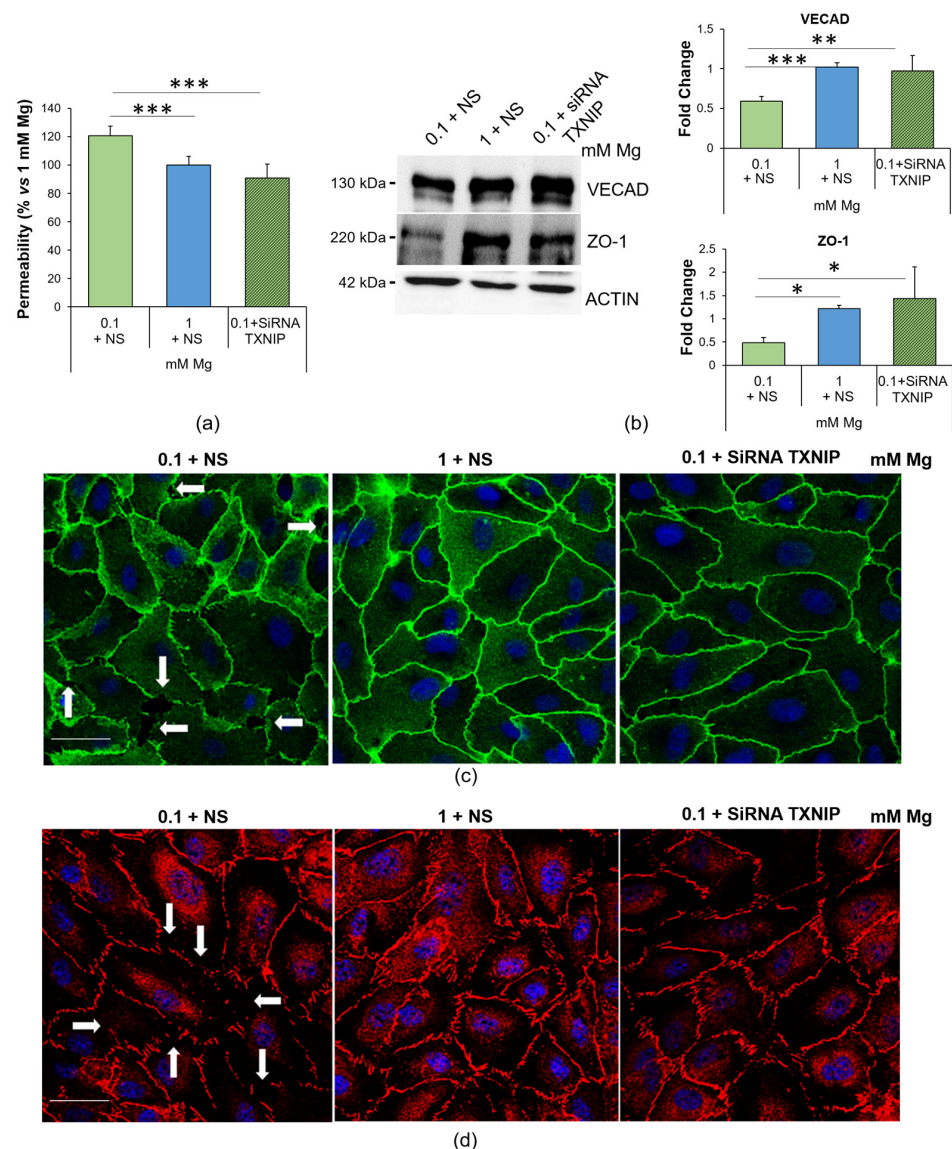 ***
***
Permeability (% vs 1 mM Mg)
140
120
100
80
60
40
20
0
0.1
+ NS
1
+ NS
0.1+SiRNA
TXNIP
mM Mg
(a)
0.1 + NS
1 + NS
0.1 + siRNA
TXNIP
mM Mg
130 kDa
VECAD
220 kDa
ZO-1
42 kDa
ACTIN
VECAD
**
***
Fold Change
1.5
1
0.5
0
0.1
+ NS
1
+ NS
0.1+SiRNA
TXNIP
mM Mg
ZO-1
*
*
Fold Change
2.5
2
1.5
1
0.5
0
0.1
+ NS
1
+ NS
0.1+SiRNA
TXNIP
mM Mg
(b)
0.1 + NS
1 + NS
0.1 + SiRNA TXNIP
mM Mg
(c)
0.1 + NS
1 + NS
0.1 + SiRNA TXNIP
mM Mg
(d)